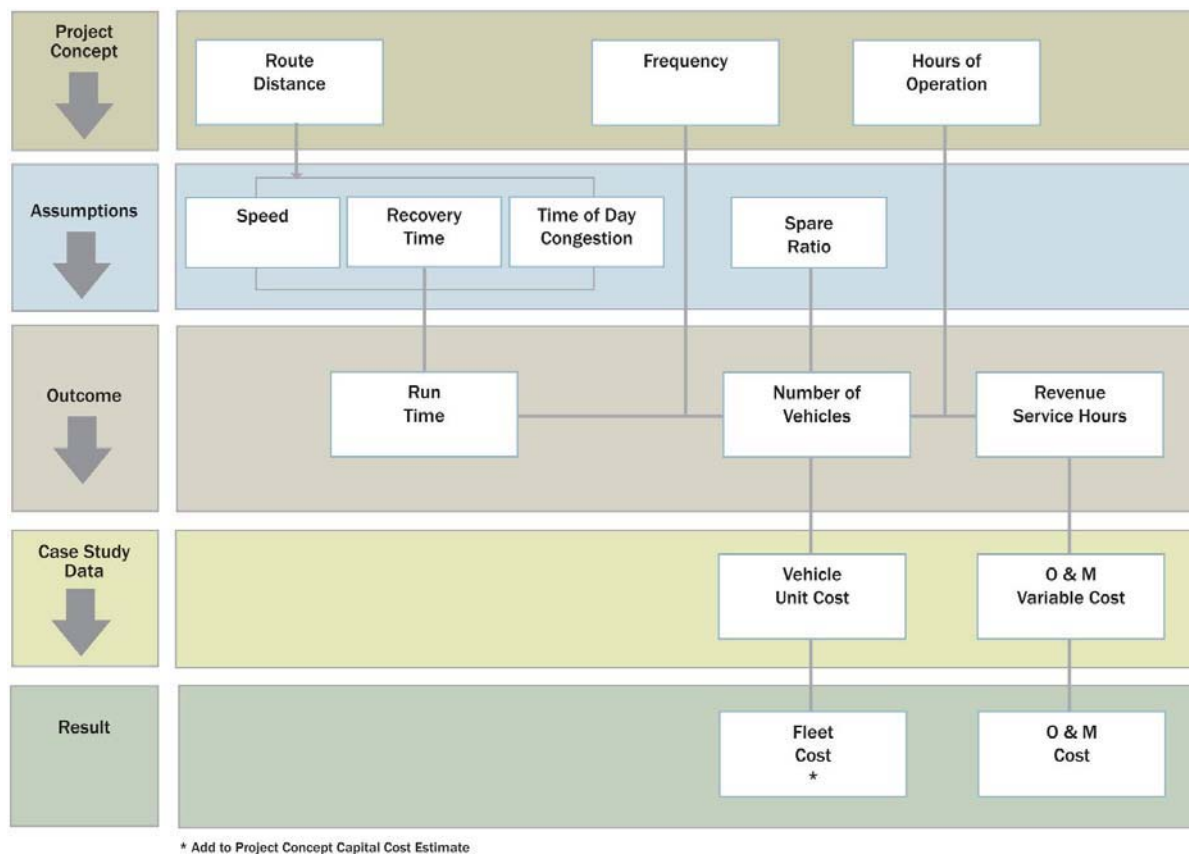 Project
Concept
Route
Distance
Frequency
Hours of
Operation
Assumptions
Speed
Recovery
Time
Time of Day
Congestion
Spare
Ratio
Outcome
Run
Time
Number of
Vehicles
Revenue
Service Hours
Case Study
Data
Vehicle
Unit Cost
O & M
Variable Cost
Result
Fleet
Cost
*
O & M
Cost
* Add to Project Concept Capital Cost Estimate